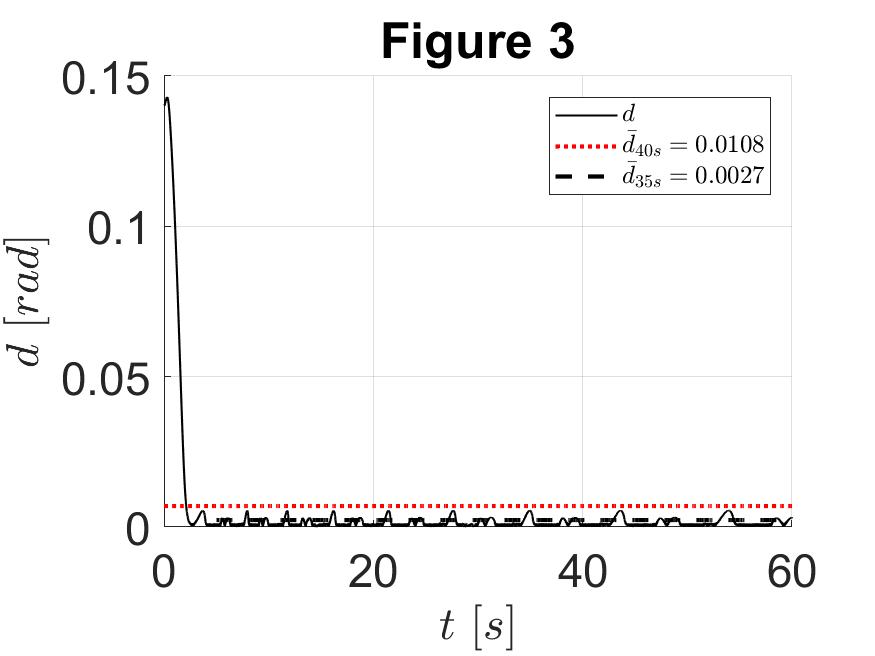 Figure 3
0.15
0.1
0.05
0
d [rad]
d
d̄40s = 0.0108
d̄35s = 0.0027
0 20 40 60
t [s]